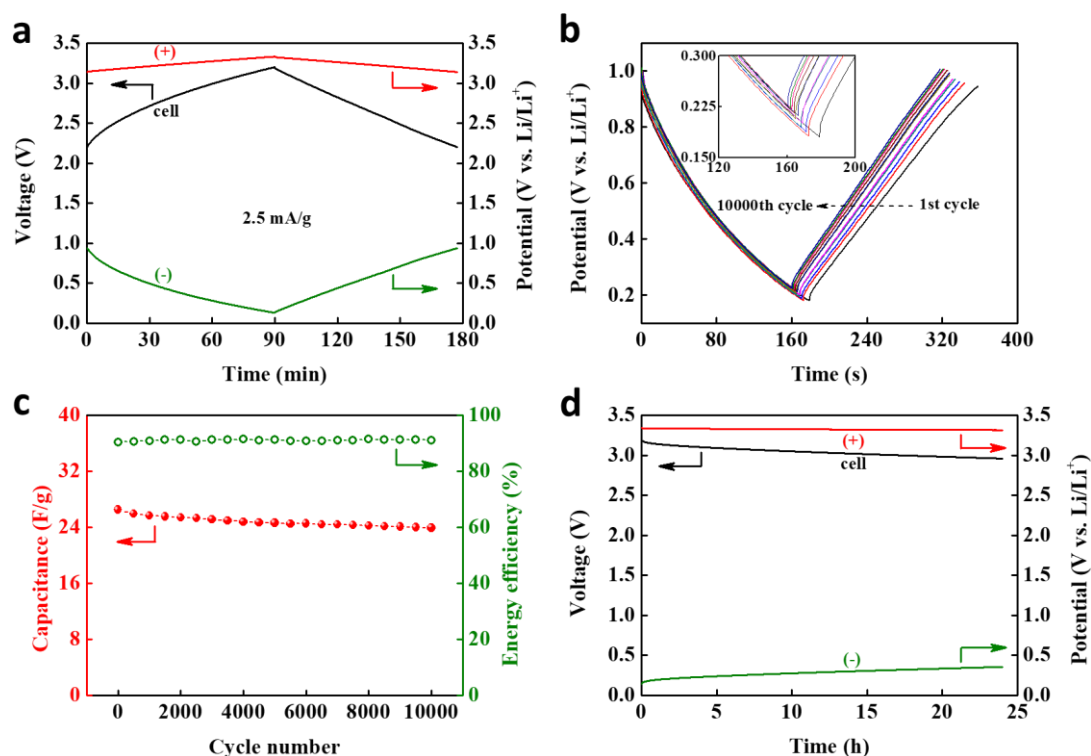 a
Voltage (V)
3.5
3.0
2.5
2.0
1.5
1.0
0.5
0.0
(+)
cell
2.5 mA/g
(-)
3.5
3.0
2.5
2.0
1.5
1.0
0.5
0.0
Potential (V vs. Li/Li⁺)
0 30 60 90 120 150 180
Time (min)
b
Potential (V vs. Li/Li⁺)
1.0
0.8
0.6
0.4
0.2
0.300
0.225
0.150
120 160 200
10000th cycle
1st cycle
0 80 160 240 320 400
Time (s)
c
Capacitance (F/g)
40
32
24
16
8
0
100
80
60
40
20
0
Energy efficiency (%)
0 2000 4000 6000 8000 10000
Cycle number
d
Voltage (V)
3.5
3.0
2.5
2.0
1.5
1.0
0.5
0.0
(+)
cell
(-)
3.5
3.0
2.5
2.0
1.5
1.0
0.5
0.0
Potential (V vs. Li/Li⁺)
0 5 10 15 20 25
Time (h)